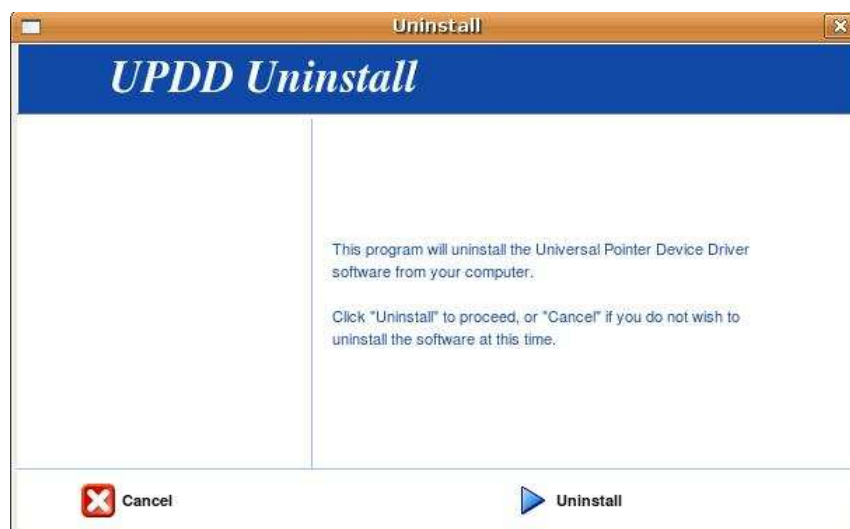 Uninstall
UPDD Uninstall
This program will uninstall the Universal Pointer Device Driver
software from your computer.
Click "Uninstall" to proceed, or "Cancel" if you do not wish to
uninstall the software at this time.
Cancel
Uninstall